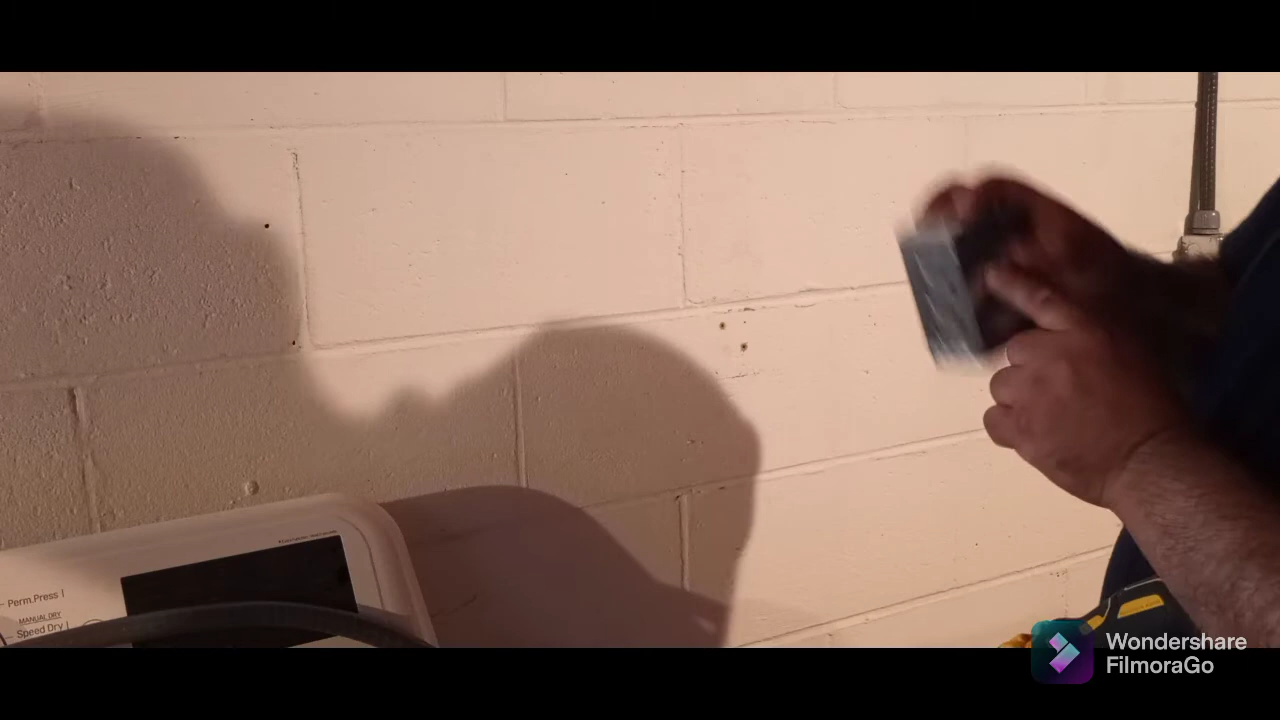 Perm.Press
MANUAL DRY
Speed Dry
Wondershare
FilmoraGo